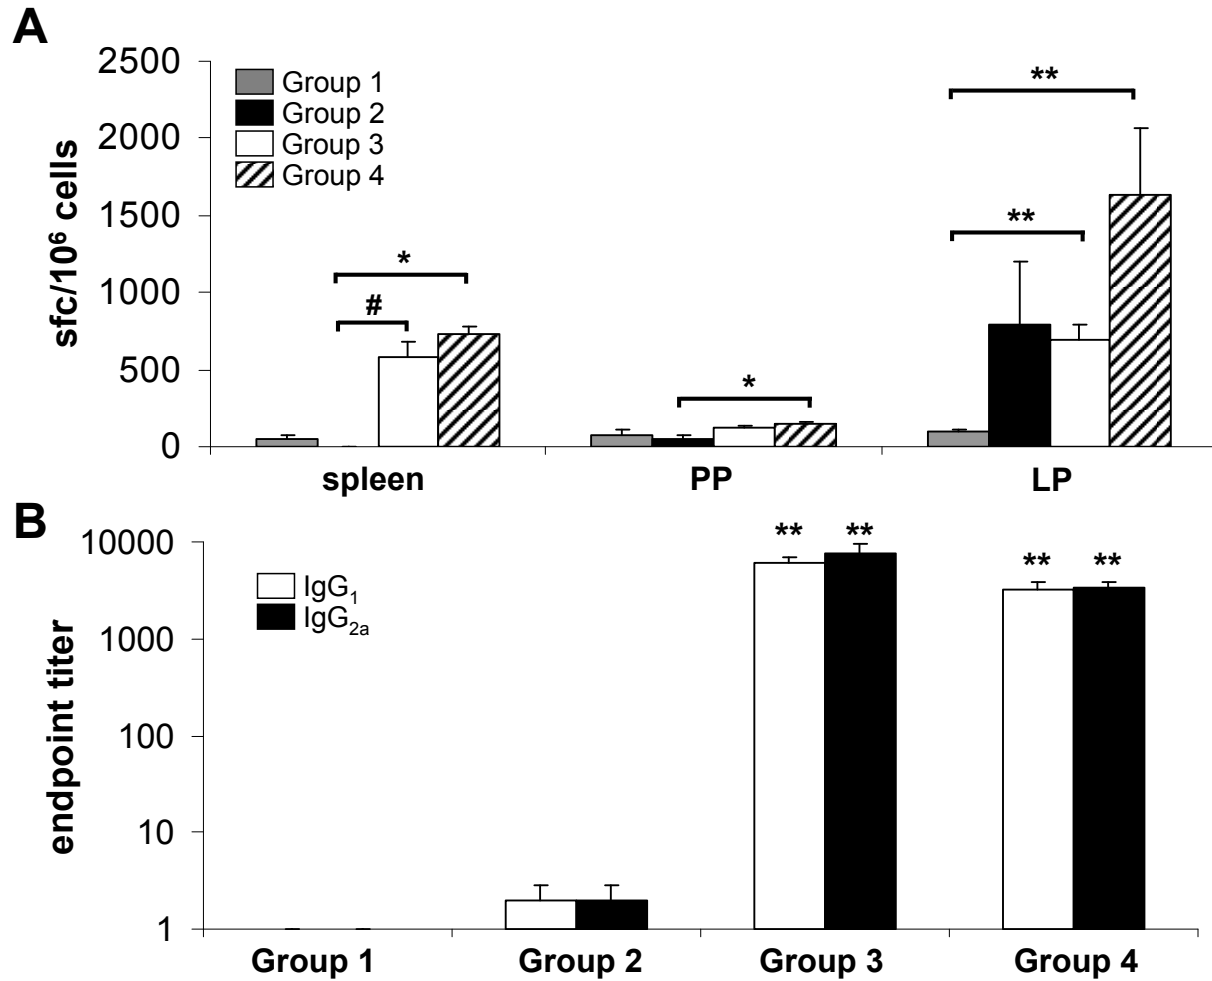 A
sfc/10⁶ cells
2500
2000
1500
1000
500
0
Group 1
Group 2
Group 3
Group 4
*
#
*
**
**
spleen PP LP
B
endpoint titer
10000
1000
100
10
1
IgG₁
IgG₂ₐ
** ** ** **
Group 1 Group 2 Group 3 Group 4